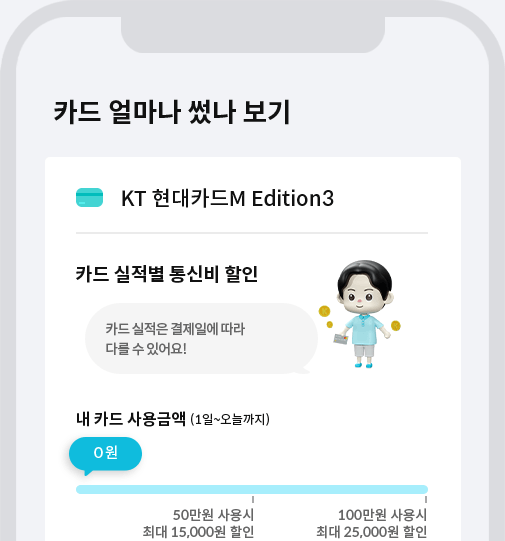 카드 얼마나 썼나 보기
KT 현대카드M Edition3
카드 실적별 통신비 할인
카드 실적은 결제일에 따라
다를 수 있어요!
내 카드 사용금액 (1일~오늘까지)
0원
50만원 사용시 100만원 사용시
최대 15,000원 할인 최대 25,000원 할인